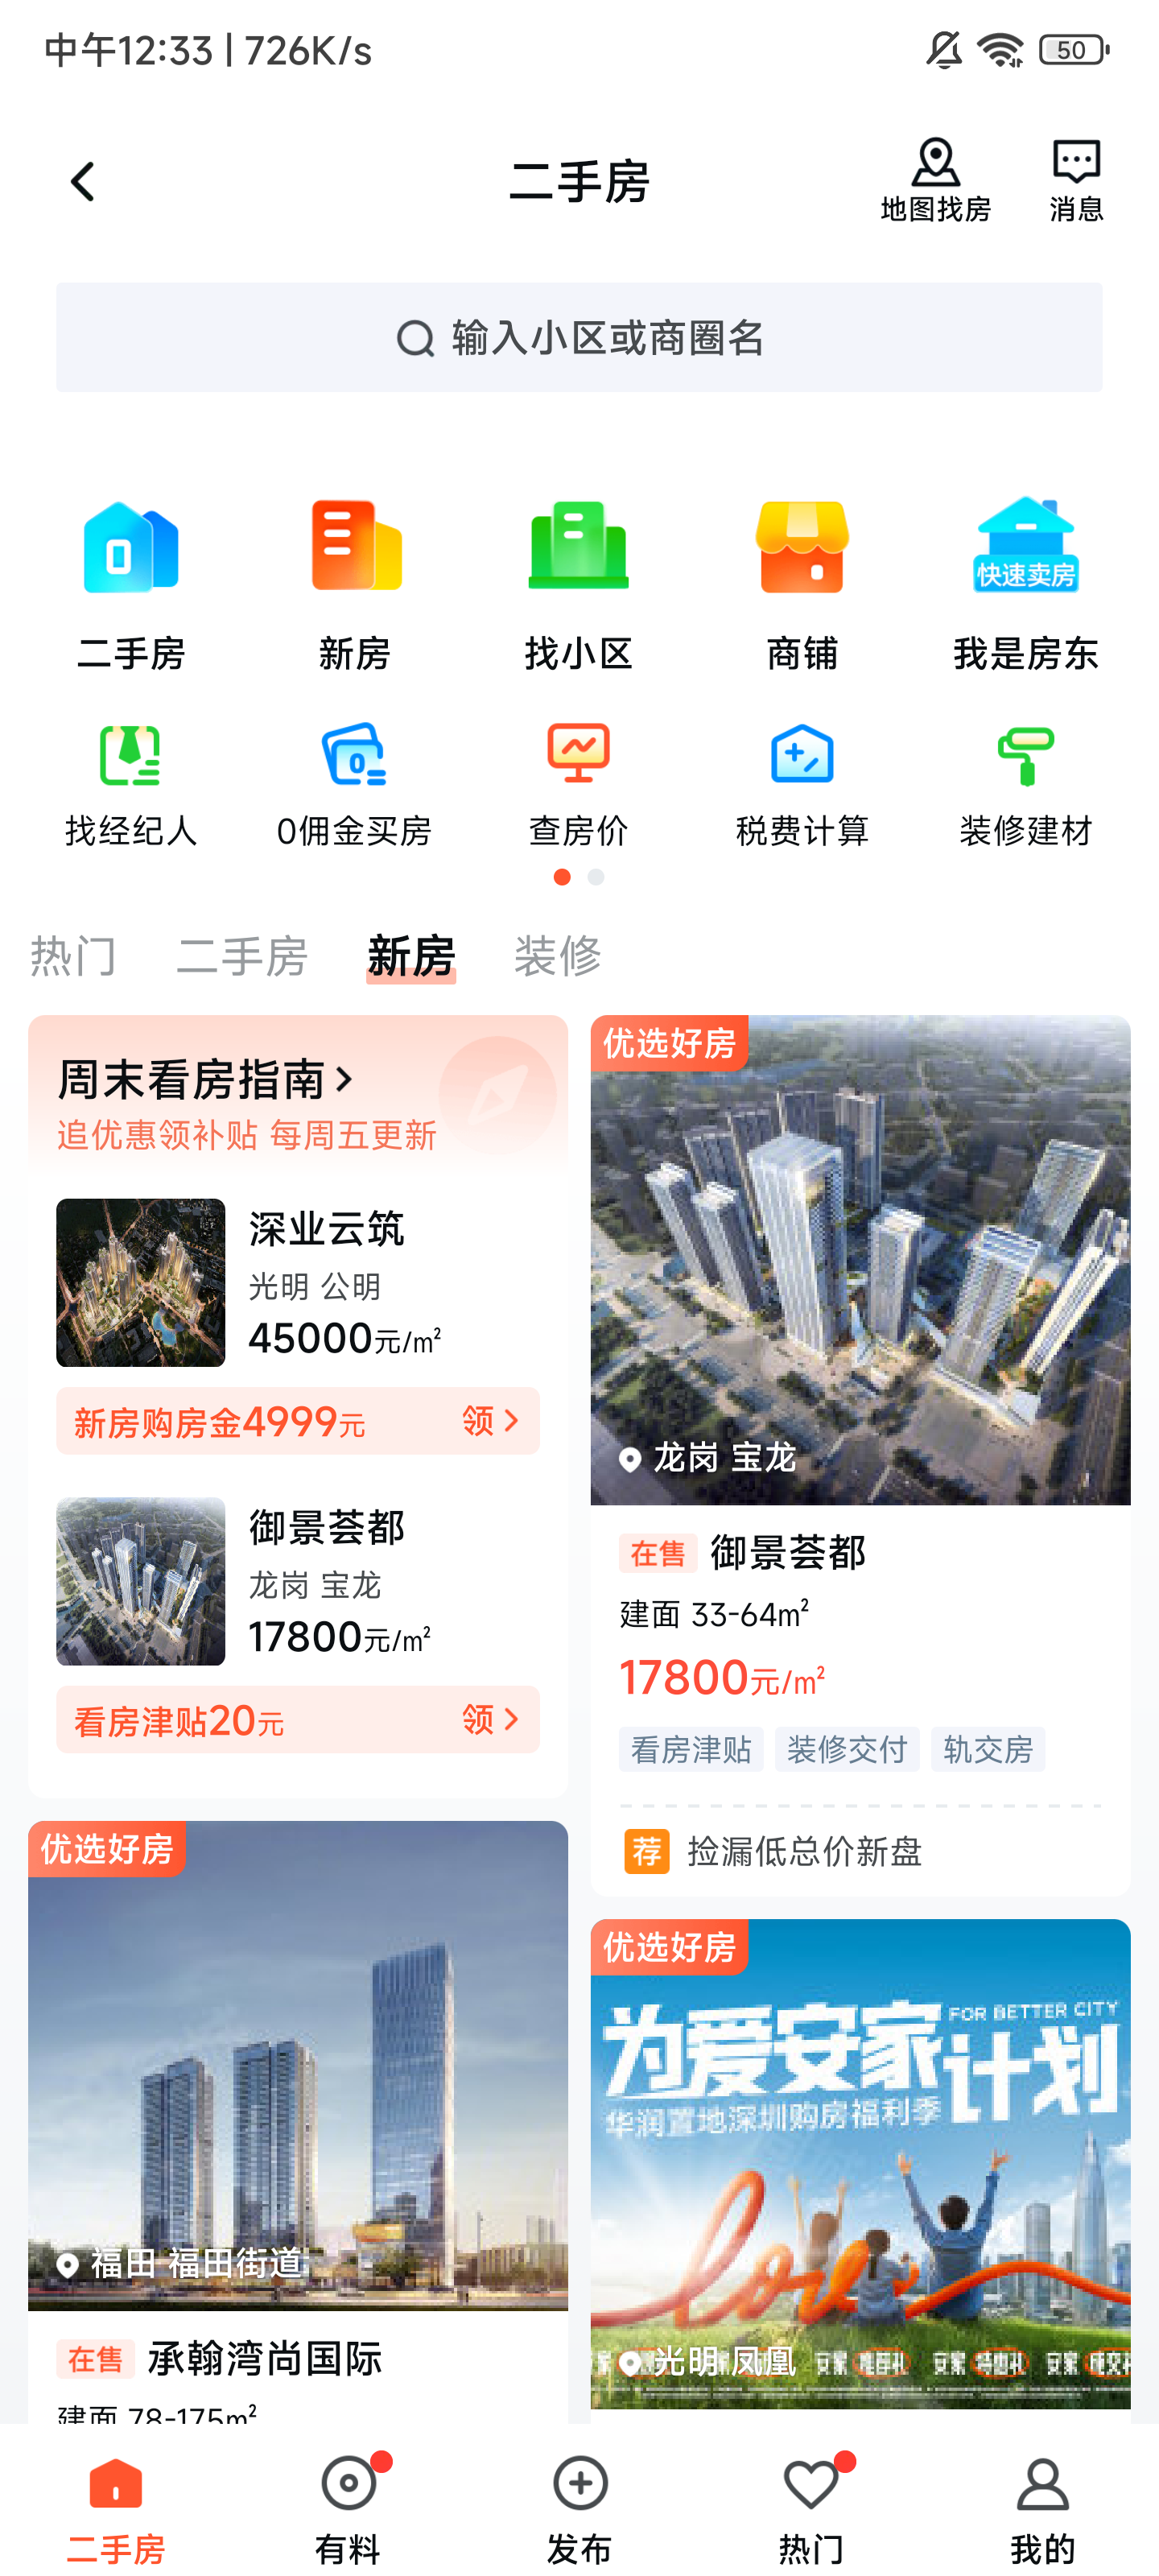 中午12:33 | 726K/s
50
二手房
地图找房
消息
输入小区或商圈名
快速卖房
二手房
新房
找小区
商铺
我是房东
找经纪人
0佣金买房
查房价
税费计算
装修建材
热门
二手房
新房
装修
周末看房指南
追优惠领补贴 每周五更新
深业云筑
光明 公明
45000元/m²
新房购房金4999元
领
御景荟都
龙岗 宝龙
17800元/m²
看房津贴20元
领
优选好房
龙岗 宝龙
在售 御景荟都
建面 33-64m²
17800元/m²
看房津贴 装修交付 轨交房
荐 捡漏低总价新盘
优选好房
福田 福田街道
在售 承翰湾尚国际
建面 78-175m²
优选好房
为爱安家计划
FOR BETTER CITY
华润置地深圳购房福利季
love
光明 凤凰
二手房
有料
发布
热门
我的